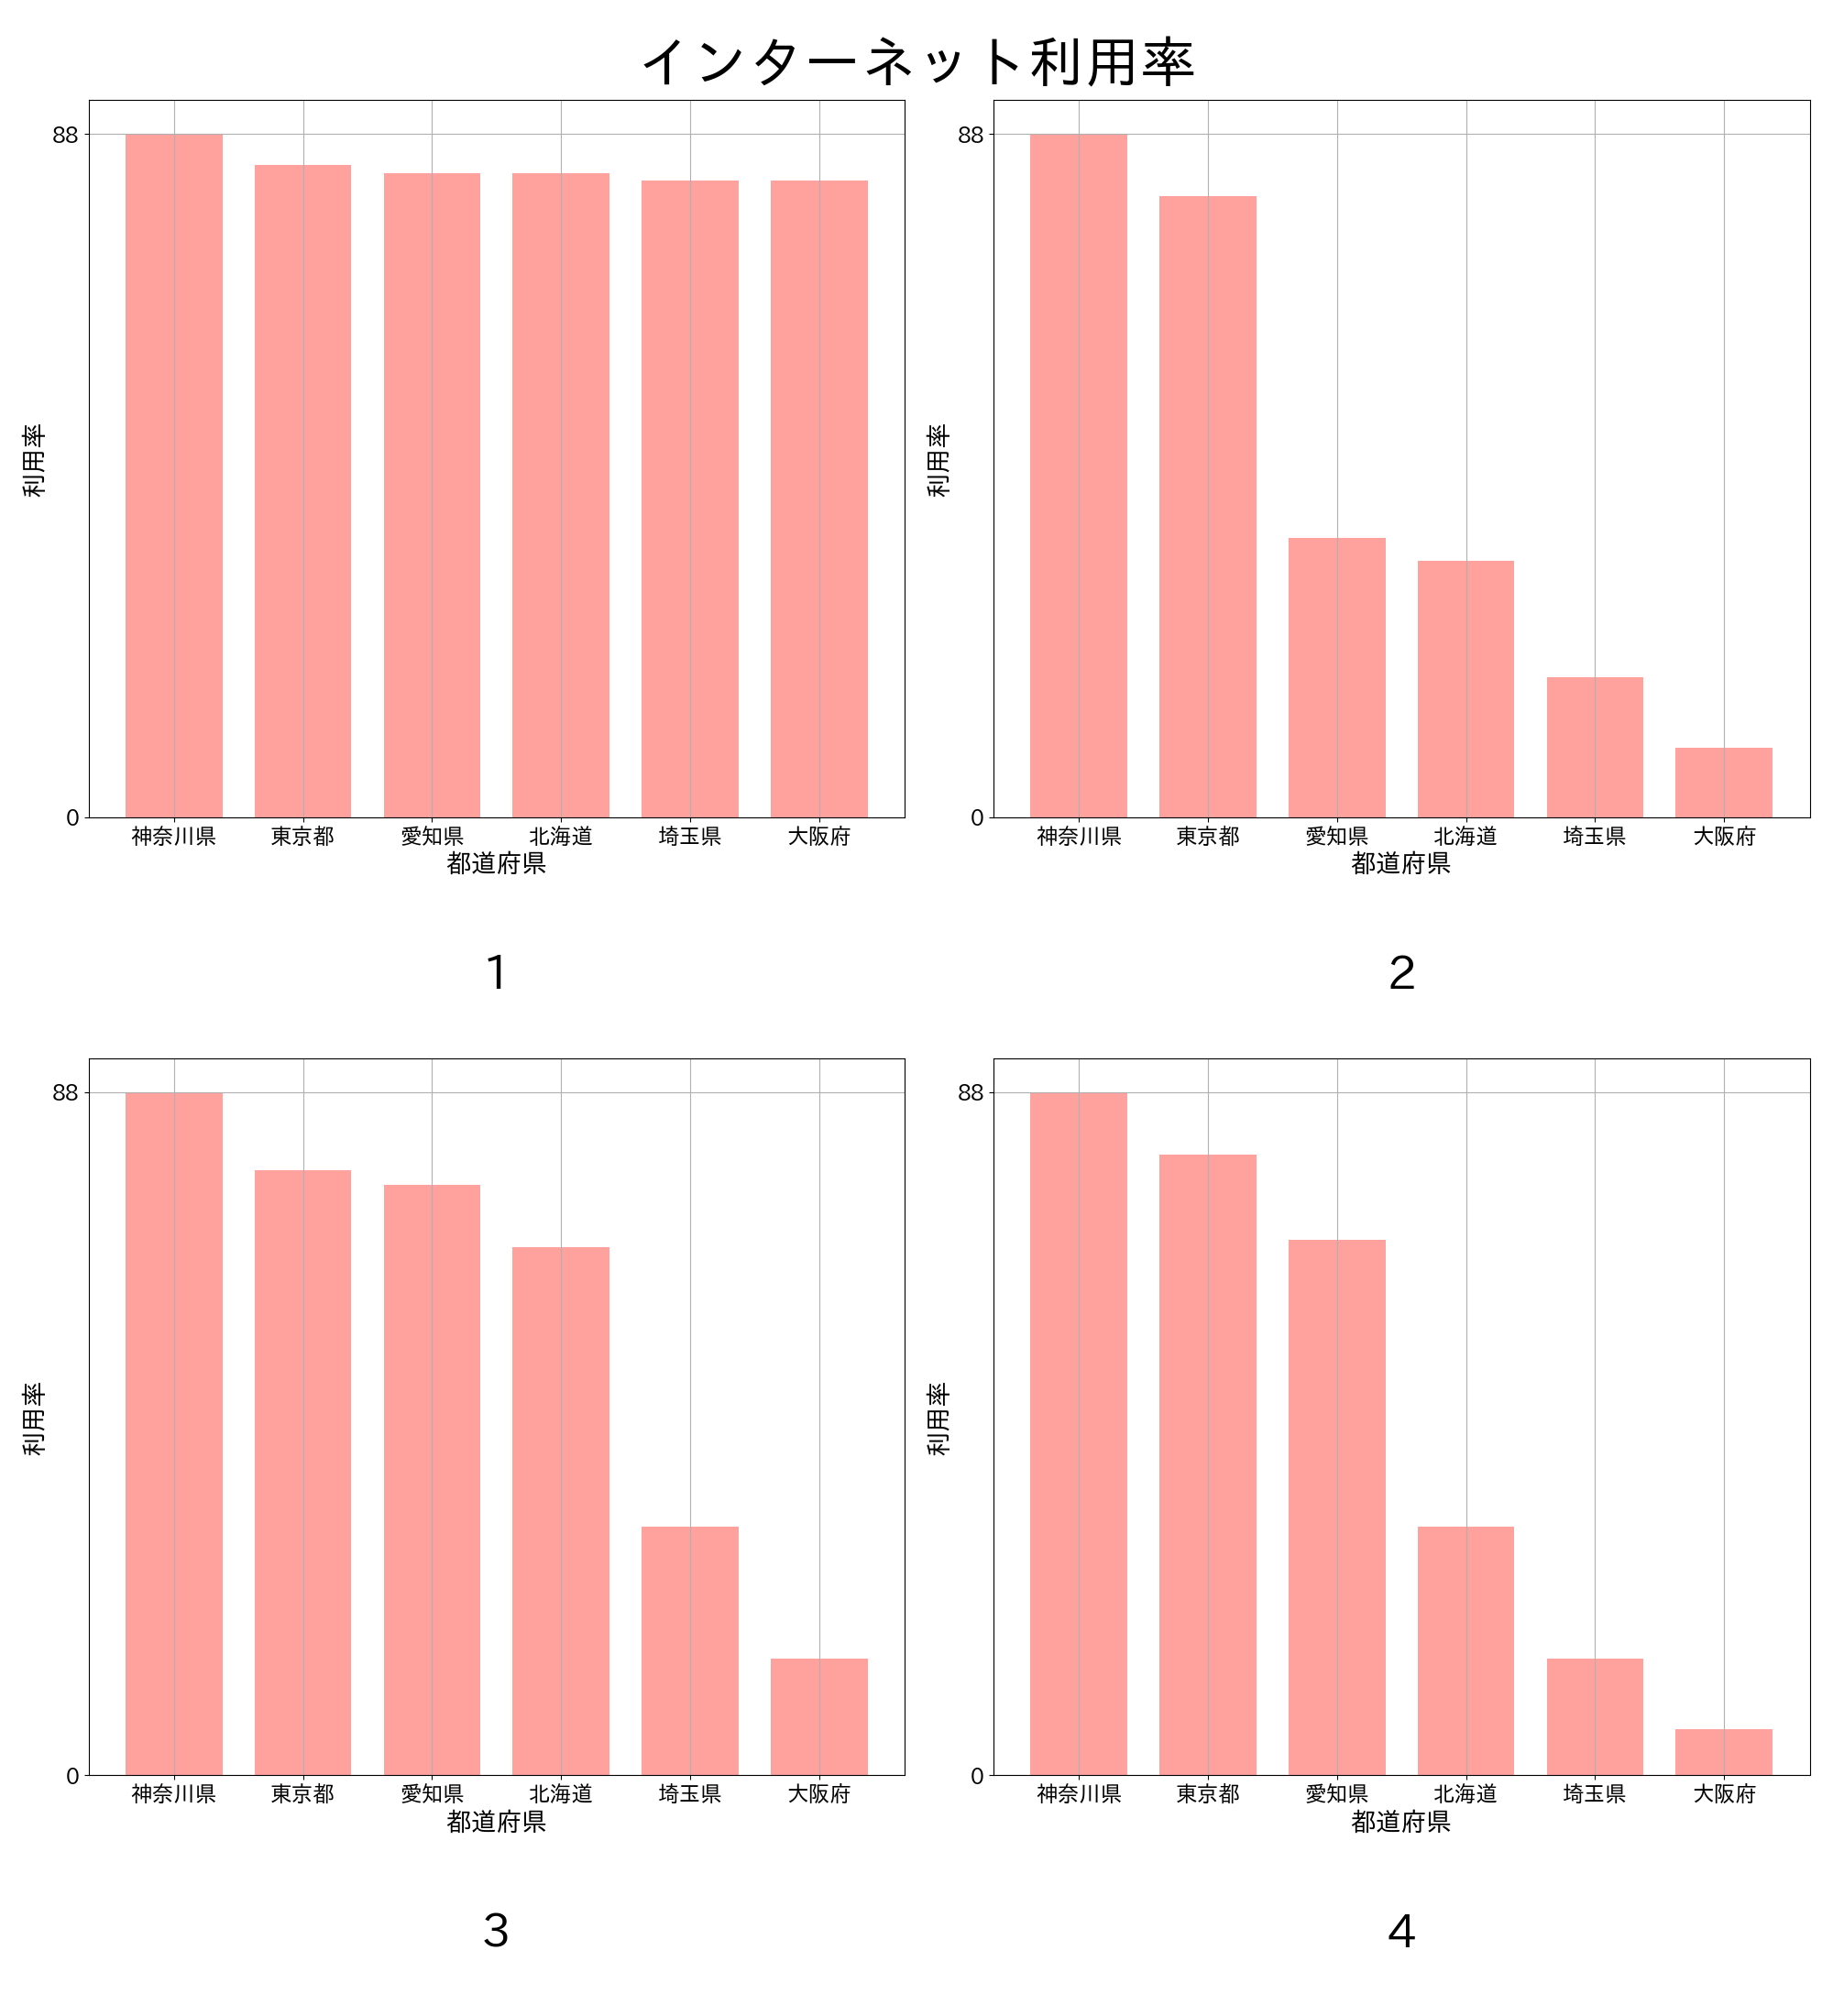 インターネット利用率
88
0
利用率
神奈川県 東京都 愛知県 北海道 埼玉県 大阪府
都道府県
1
88
0
利用率
神奈川県 東京都 愛知県 北海道 埼玉県 大阪府
都道府県
2
88
0
利用率
神奈川県 東京都 愛知県 北海道 埼玉県 大阪府
都道府県
3
88
0
利用率
神奈川県 東京都 愛知県 北海道 埼玉県 大阪府
都道府県
4